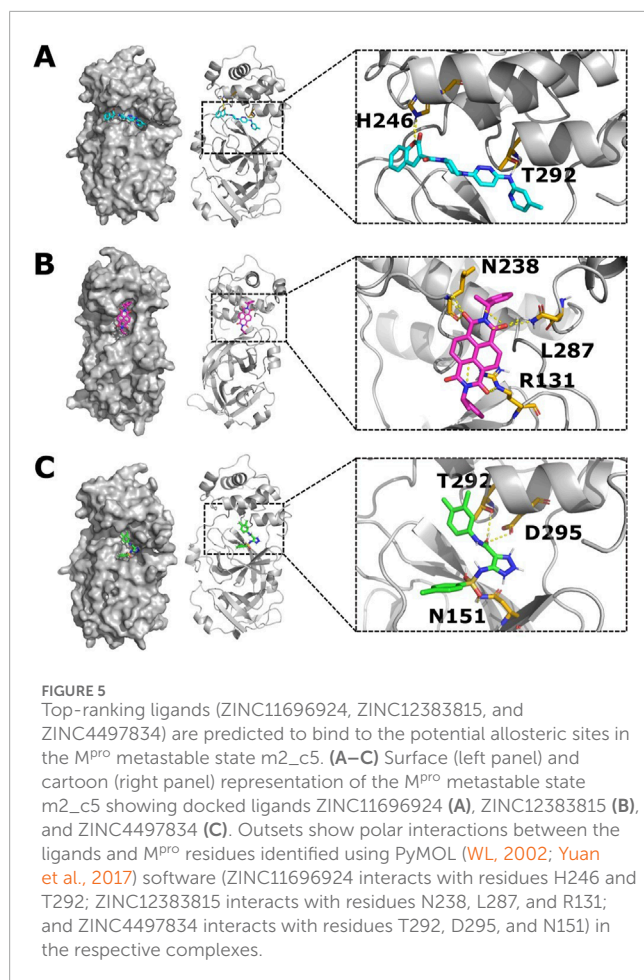 A
H246
T292
B
N238
L287
R131
C
T292
D295
N151
FIGURE 5
Top-ranking ligands (ZINC11696924, ZINC12383815, and
ZINC4497834) are predicted to bind to the potential allosteric sites in
the Mᵖʳᵒ metastable state m2_c5. (A–C) Surface (left panel) and
cartoon (right panel) representation of the Mᵖʳᵒ metastable state
m2_c5 showing docked ligands ZINC11696924 (A), ZINC12383815 (B),
and ZINC4497834 (C). Outsets show polar interactions between the
ligands and Mᵖʳᵒ residues identified using PyMOL (WL, 2002; Yuan
et al., 2017) software (ZINC11696924 interacts with residues H246 and
T292; ZINC12383815 interacts with residues N238, L287, and R131;
and ZINC4497834 interacts with residues T292, D295, and N151) in
the respective complexes.